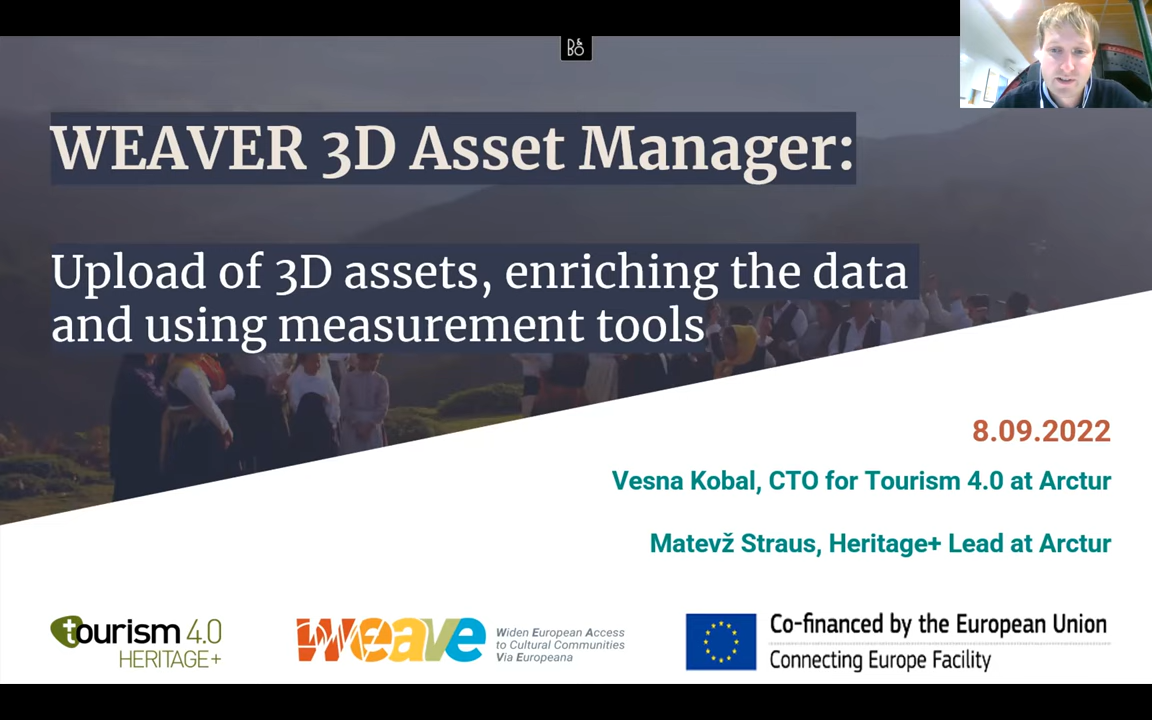 B&O
WEAVER 3D Asset Manager:
Upload of 3D assets, enriching the data
and using measurement tools
8.09.2022
Vesna Kobal, CTO for Tourism 4.0 at Arctur
Matevž Straus, Heritage+ Lead at Arctur
tourism 4.0
HERITAGE+
weave
Widen European Access
to Cultural Communities
Via Europeana
Co-financed by the European Union
Connecting Europe Facility